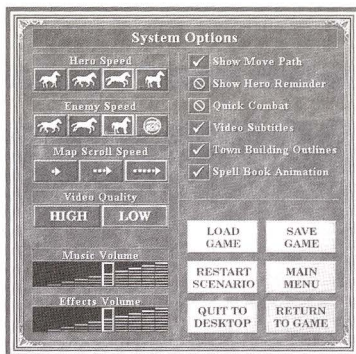 System Options
Hero Speed
Enemy Speed
Map Scroll Speed
Video Quality
HIGH LOW
Music Volume
Effects Volume
Show Move Path
Show Hero Reminder
Quick Combat
Video Subtitles
Town Building Outlines
Spell Book Animation
LOAD GAME
SAVE GAME
RESTART SCENARIO
MAIN MENU
QUIT TO DESKTOP
RETURN TO GAME